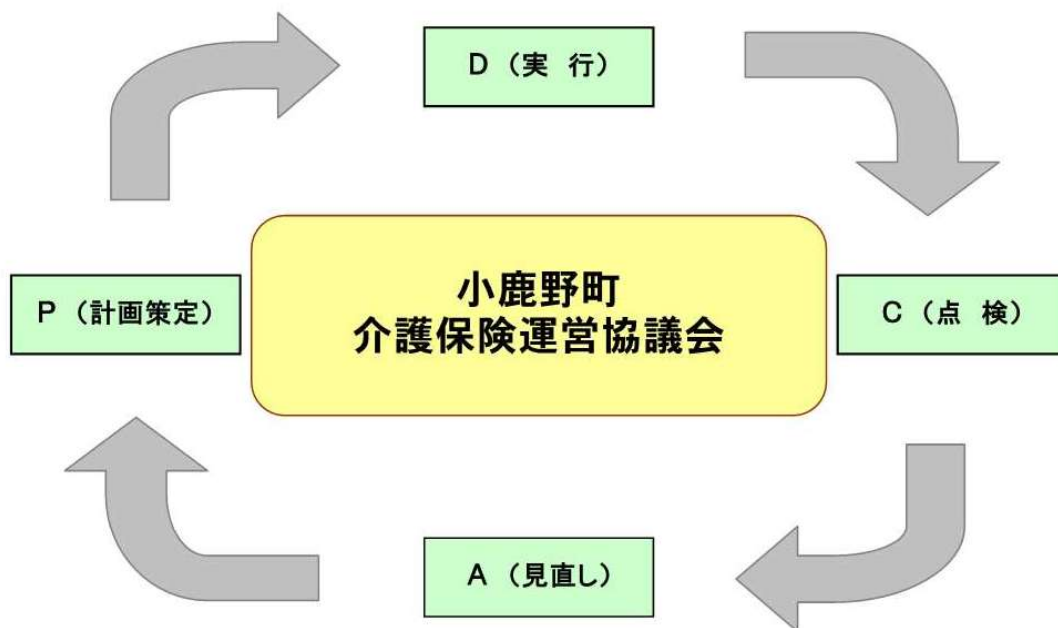 D （実 行）
小鹿野町
介護保険運営協議会
P （計画策定）
C （点 検）
A （見直し）